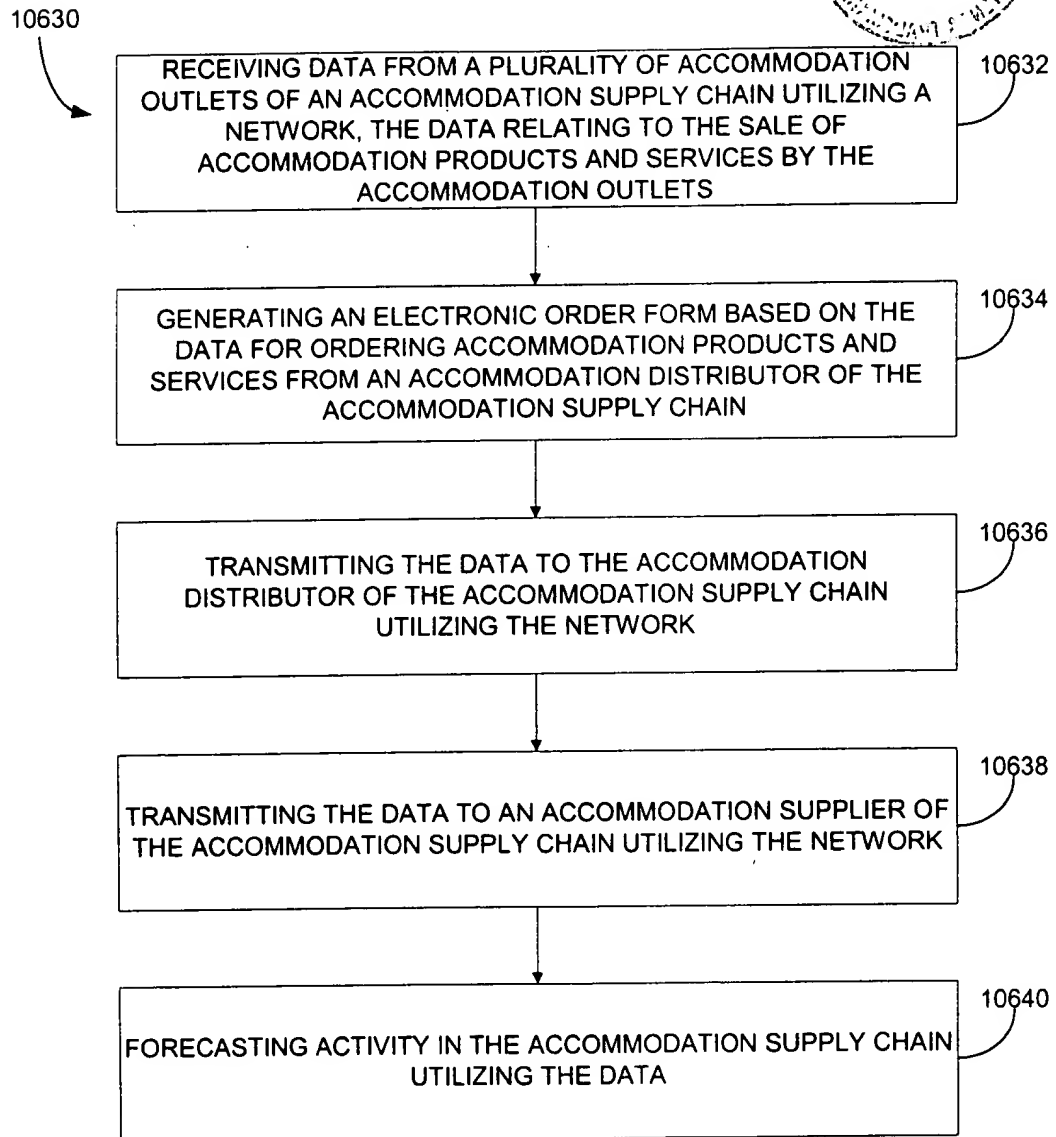 10630
RECEIVING DATA FROM A PLURALITY OF ACCOMMODATION
OUTLETS OF AN ACCOMMODATION SUPPLY CHAIN UTILIZING A
NETWORK, THE DATA RELATING TO THE SALE OF
ACCOMMODATION PRODUCTS AND SERVICES BY THE
ACCOMMODATION OUTLETS
10632
GENERATING AN ELECTRONIC ORDER FORM BASED ON THE
DATA FOR ORDERING ACCOMMODATION PRODUCTS AND
SERVICES FROM AN ACCOMMODATION DISTRIBUTOR OF THE
ACCOMMODATION SUPPLY CHAIN
10634
TRANSMITTING THE DATA TO THE ACCOMMODATION
DISTRIBUTOR OF THE ACCOMMODATION SUPPLY CHAIN
UTILIZING THE NETWORK
10636
TRANSMITTING THE DATA TO AN ACCOMMODATION SUPPLIER OF
THE ACCOMMODATION SUPPLY CHAIN UTILIZING THE NETWORK
10638
FORECASTING ACTIVITY IN THE ACCOMMODATION SUPPLY CHAIN
UTILIZING THE DATA
10640